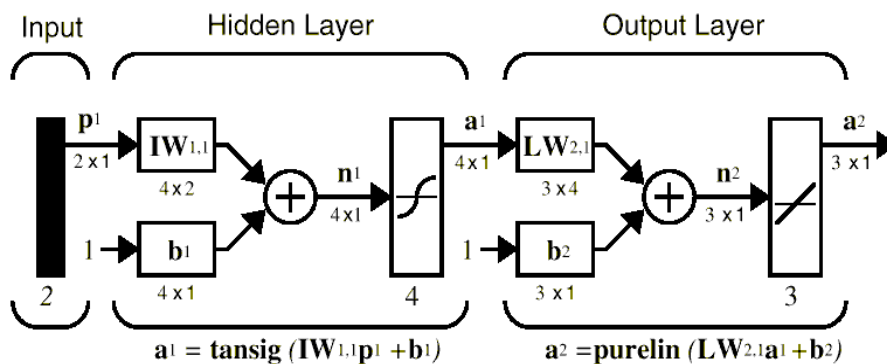 Input Hidden Layer Output Layer
p1 a1 a2
IW1,1 LW2,1
2 x 1 4 x 1 3 x 1
4 x 2 n1 3 x 4 n2
4x1 3 x 1
1 b1 1 b2
2 4 x 1 4 3 x 1 3
a1 = tansig (IW1,1p1 +b1) a2 =purelin (LW2,1a1 +b2)